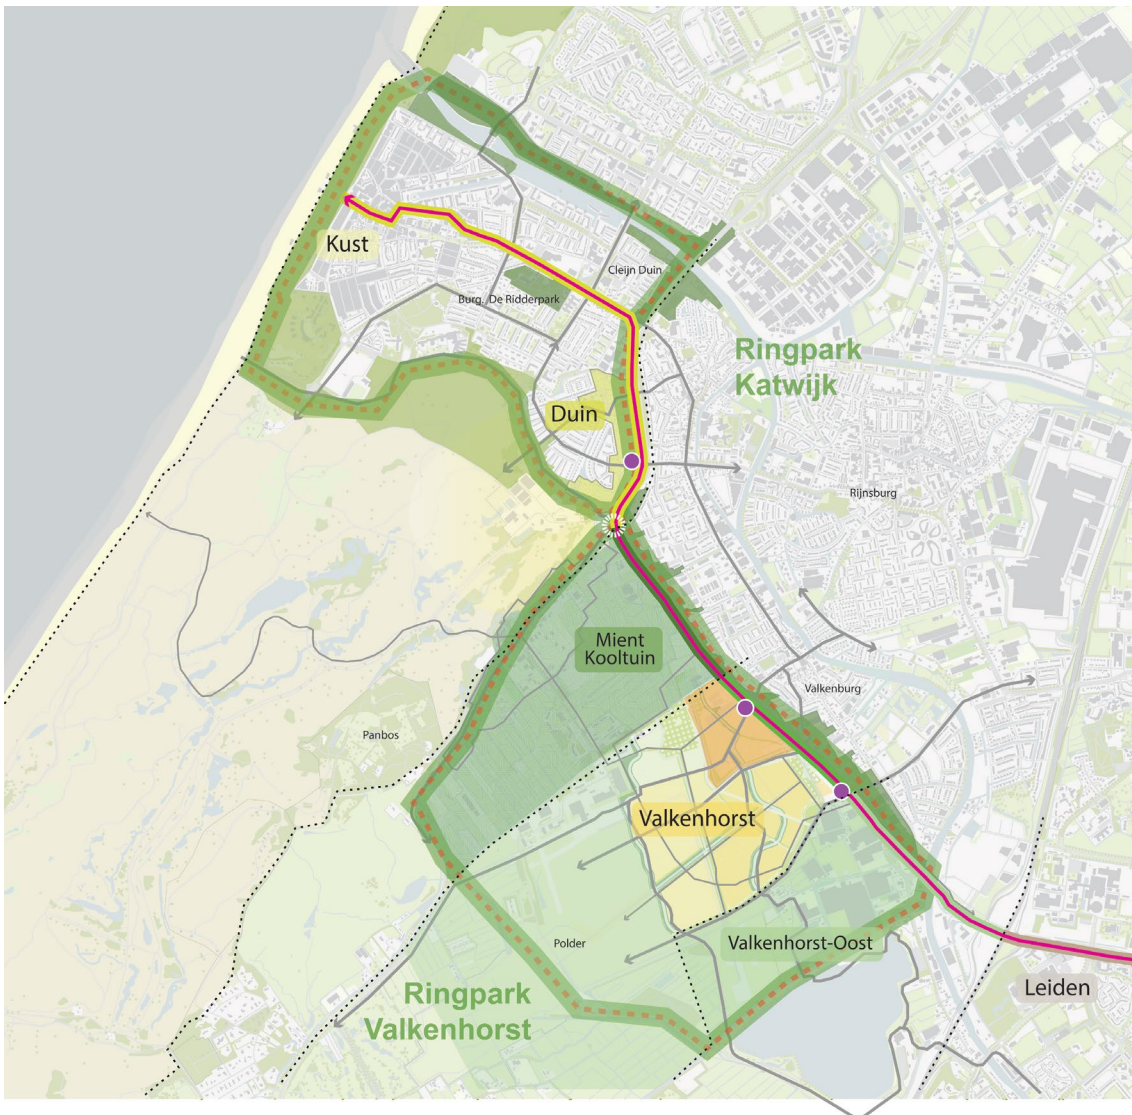 Kust
Cleijn Duin
Burg. De Ridderpark
Ringpark
Katwijk
Duin
Rijnsburg
Mient
Kooltuin
Valkenburg
Panbos
Valkenhorst
Polder
Valkenhorst-Oost
Ringpark
Valkenhorst
Leiden